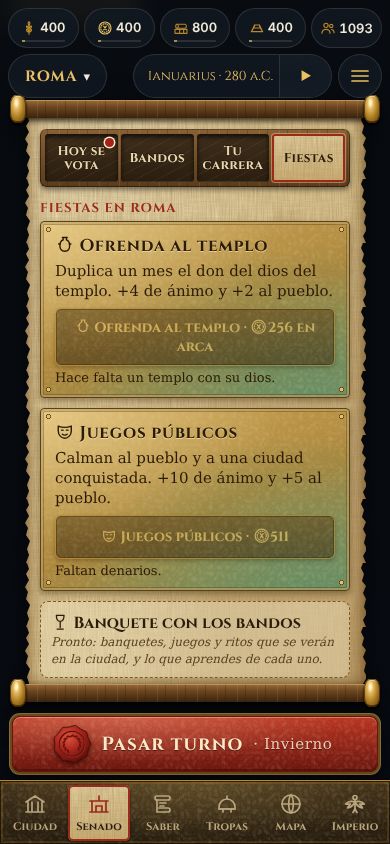 400 400 800 400 1093
ROMA ▾ Ianuarius · 280 a.C.
Hoy se vota Bandos Tu carrera Fiestas
FIESTAS EN ROMA
Ofrenda al templo
Duplica un mes el don del dios del
templo. +4 de ánimo y +2 al pueblo.
Ofrenda al templo · 256 en
arca
Hace falta un templo con su dios.
Juegos públicos
Calman al pueblo y a una ciudad
conquistada. +10 de ánimo y +5 al
pueblo.
Juegos públicos · 511
Faltan denarios.
Banquete con los bandos
Pronto: banquetes, juegos y ritos que se verán
en la ciudad, y lo que aprendes de cada uno.
Pasar turno · Invierno
Ciudad Senado Saber Tropas Mapa Imperio